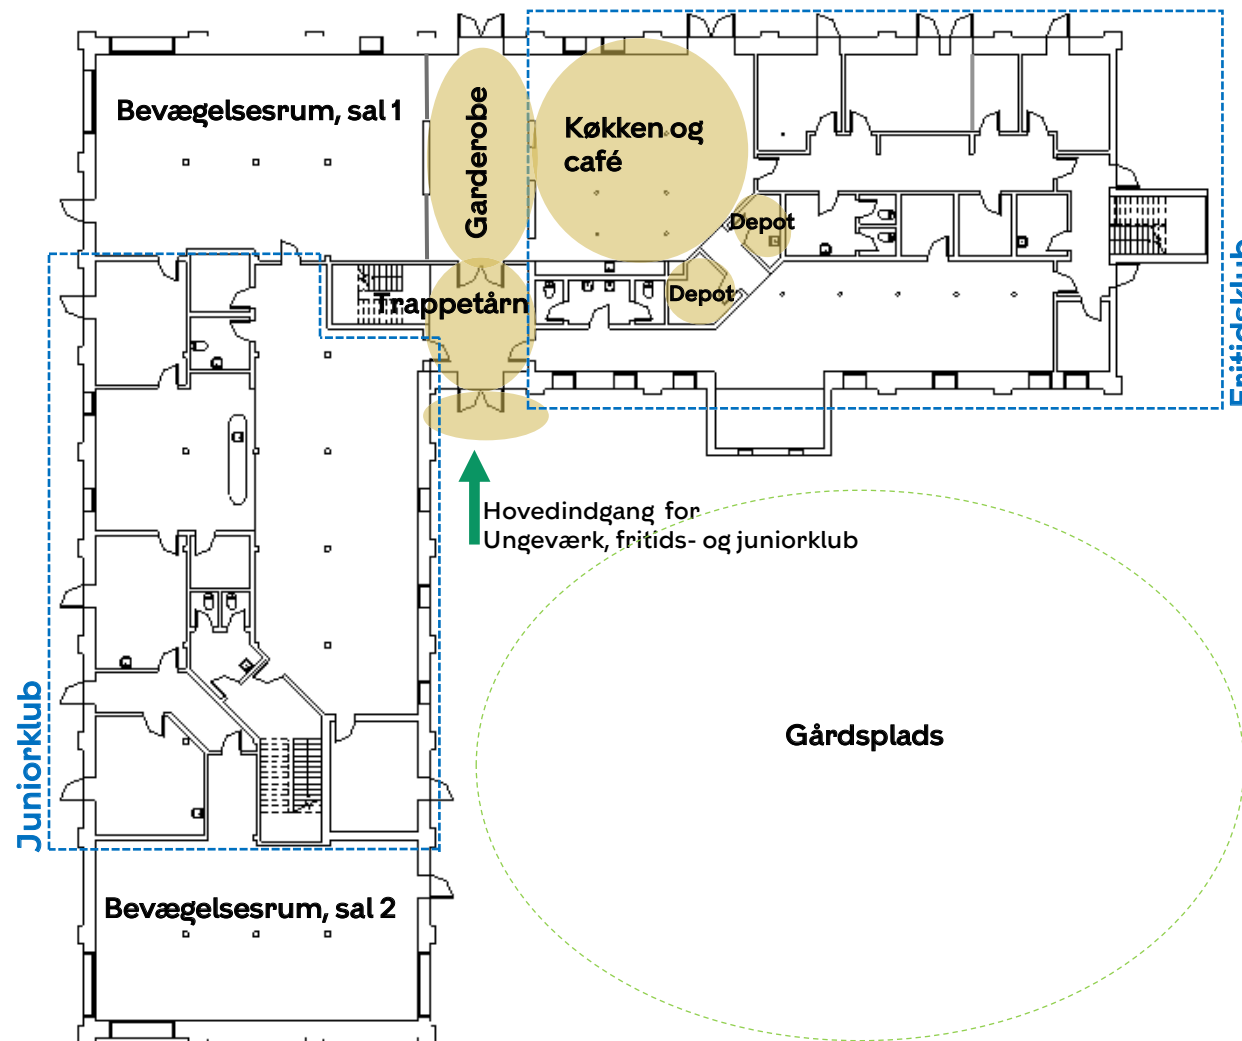 Bevægelsesrum, sal 1
Garderobe
Køkken og
café
Depot
Depot
Trappetårn
Fritidsklub
Hovedindgang for
Ungeværk, fritids- og juniorklub
Juniorklub
Gårdsplads
Bevægelsesrum, sal 2